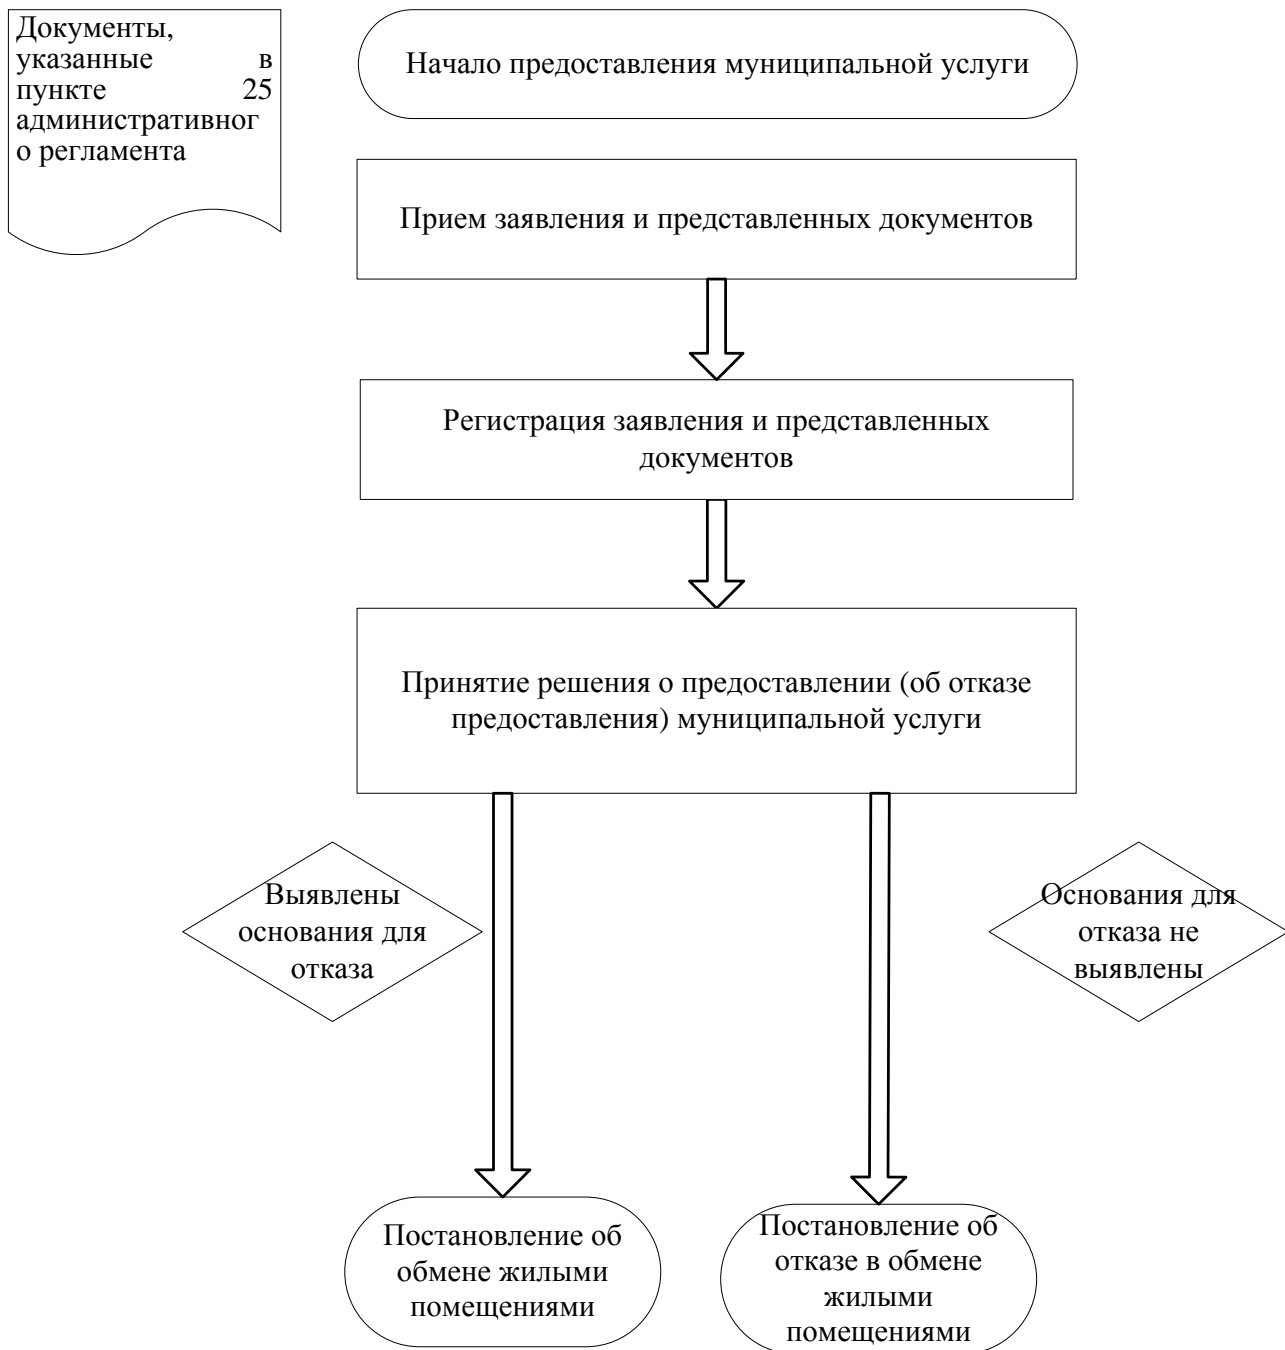 Документы,
указанные в
пункте 25
административног
о регламента
Начало предоставления муниципальной услуги
Прием заявления и представленных документов
Регистрация заявления и представленных
документов
Принятие решения о предоставлении (об отказе
предоставления) муниципальной услуги
Выявлены
основания для
отказа
Основания для
отказа не
выявлены
Постановление об
обмене жилыми
помещениями
Постановление об
отказе в обмене
жилыми
помещениями